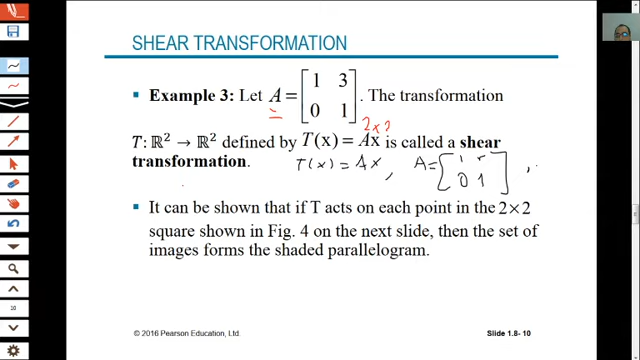 SHEAR TRANSFORMATION
▪ Example 3: Let A = [1 3; 0 1]. The transformation
2×2
T: ℝ² → ℝ² defined by T(x) = Ax is called a shear
transformation. T(x) = Ax, A = [1 r; 0 1],
▪ It can be shown that if T acts on each point in the 2 × 2
square shown in Fig. 4 on the next slide, then the set of
images forms the shaded parallelogram.
10
© 2016 Pearson Education, Ltd.
Slide 1.8- 10